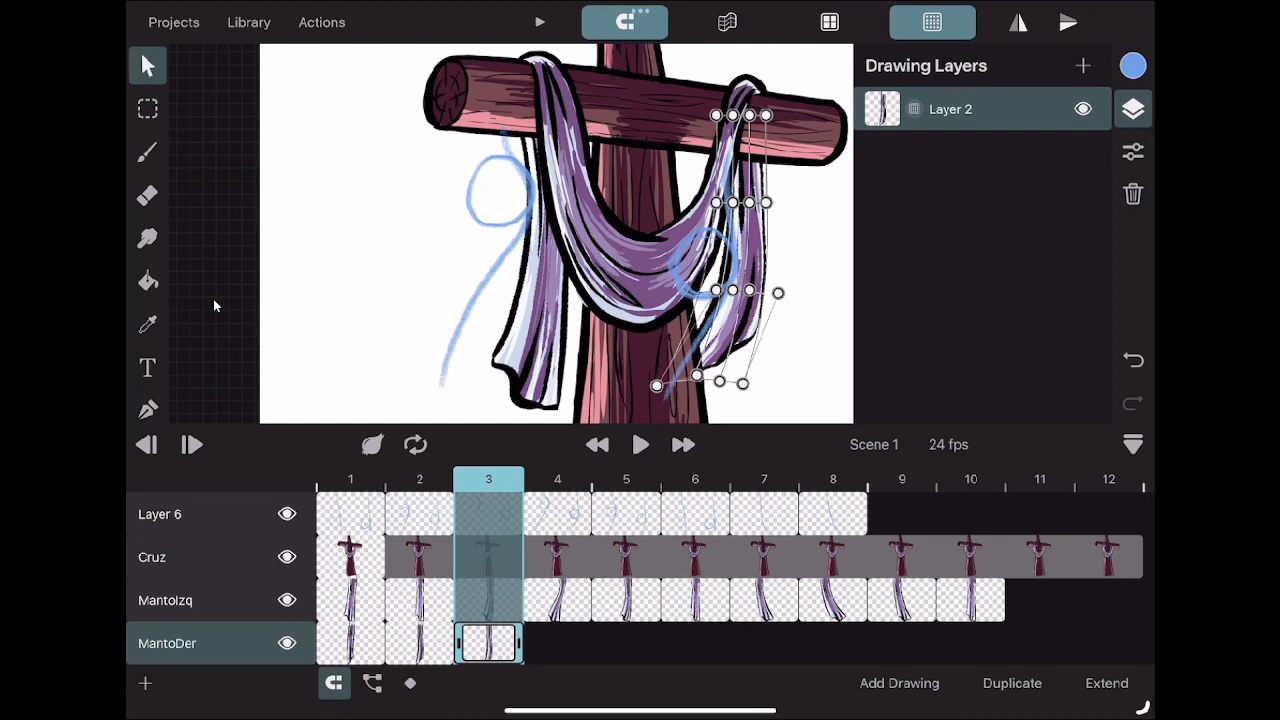 Projects Library Actions
Drawing Layers
Layer 2
T
Scene 1 24 fps
1 2 3 4 5 6 7 8 9 10 11 12
Layer 6
Cruz
MantoIzq
MantoDer
Add Drawing Duplicate Extend